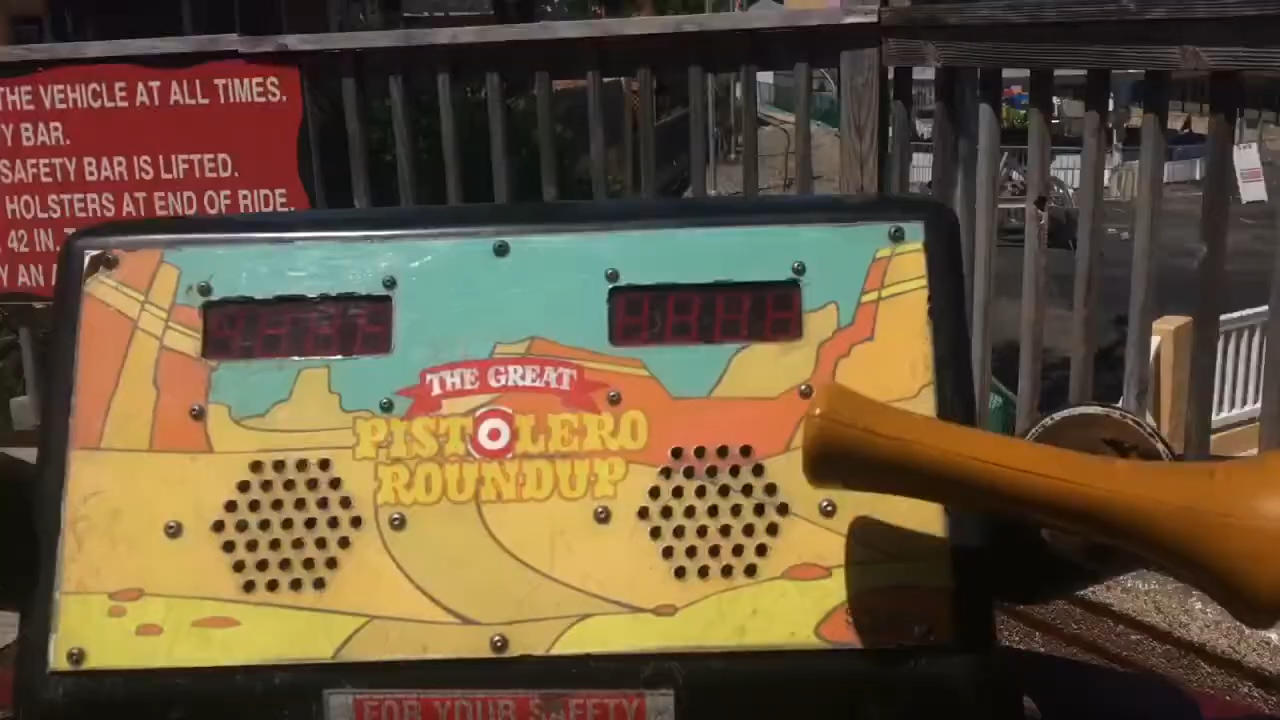 THE VEHICLE AT ALL TIMES.
Y BAR.
SAFETY BAR IS LIFTED.
HOLSTERS AT END OF RIDE.
42 IN.
Y AN
THE GREAT
PISTOLERO
ROUNDUP
FOR YOUR SAFETY